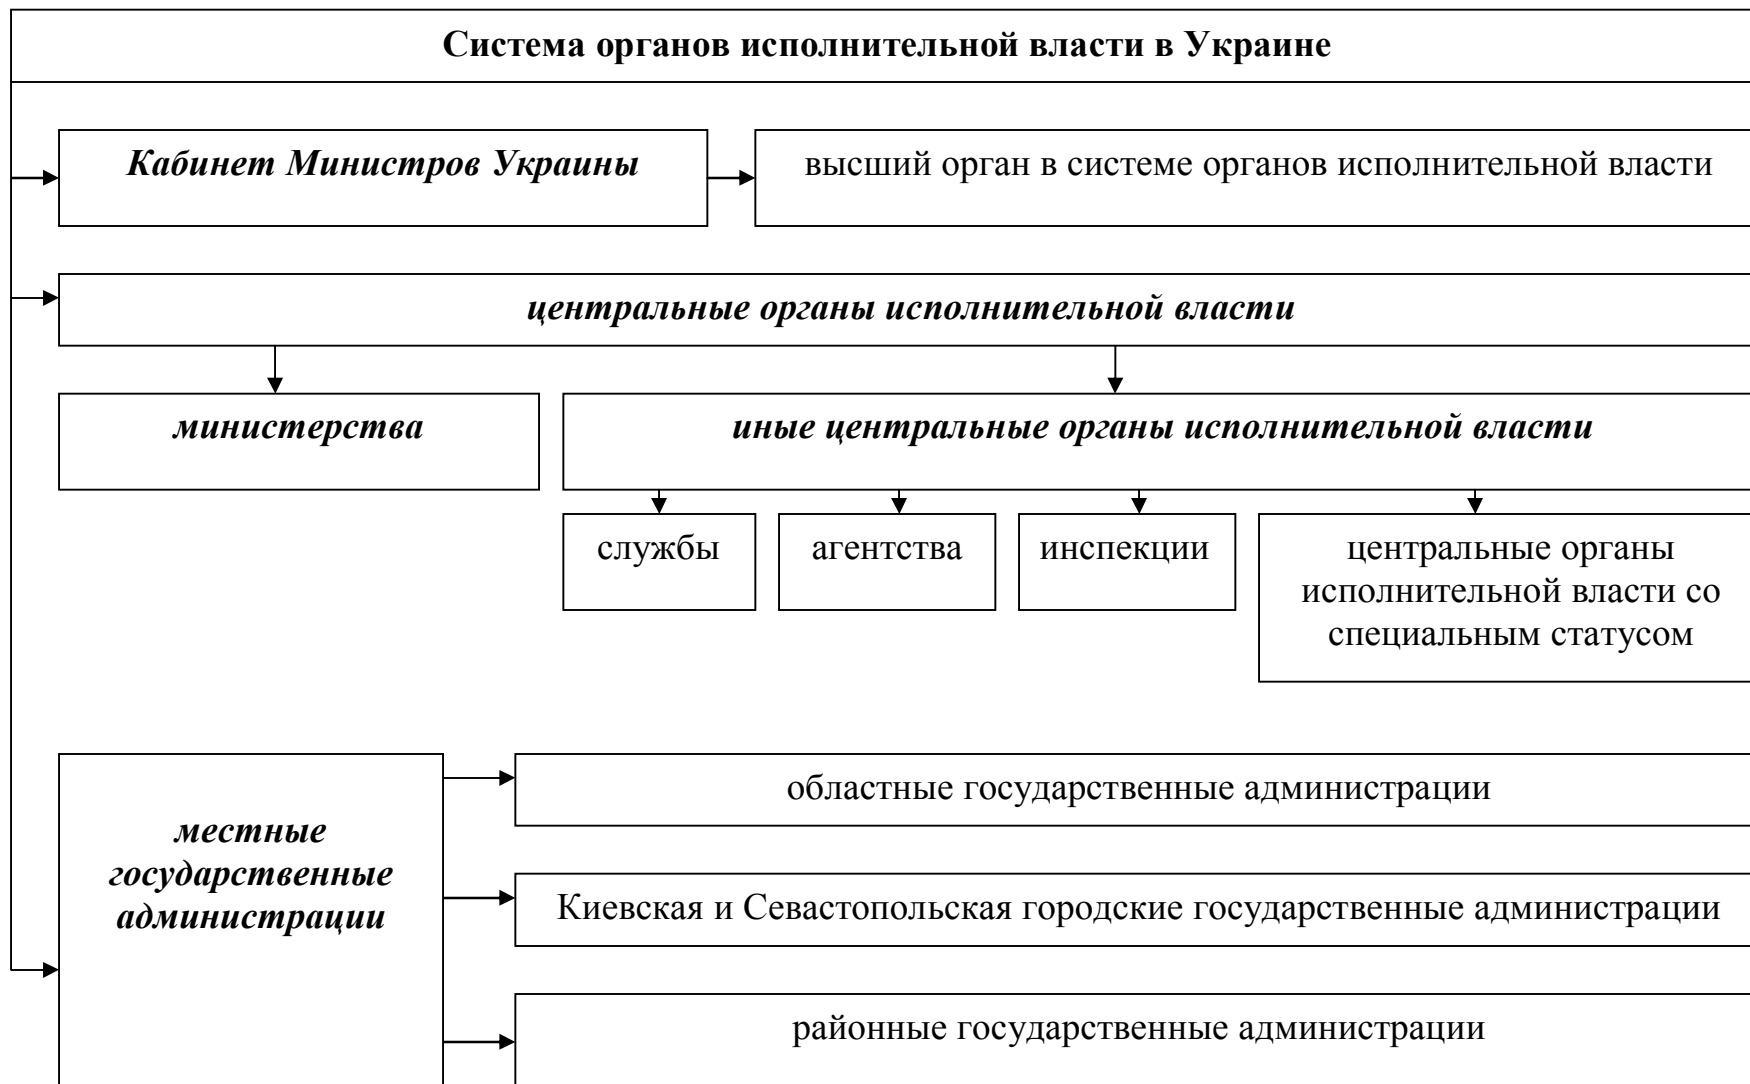 Система органов исполнительной власти в Украине
Кабинет Министров Украины
высший орган в системе органов исполнительной власти
центральные органы исполнительной власти
министерства
иные центральные органы исполнительной власти
службы
агентства
инспекции
центральные органы
исполнительной власти со
специальным статусом
местные
государственные
администрации
областные государственные администрации
Киевская и Севастопольская городские государственные администрации
районные государственные администрации